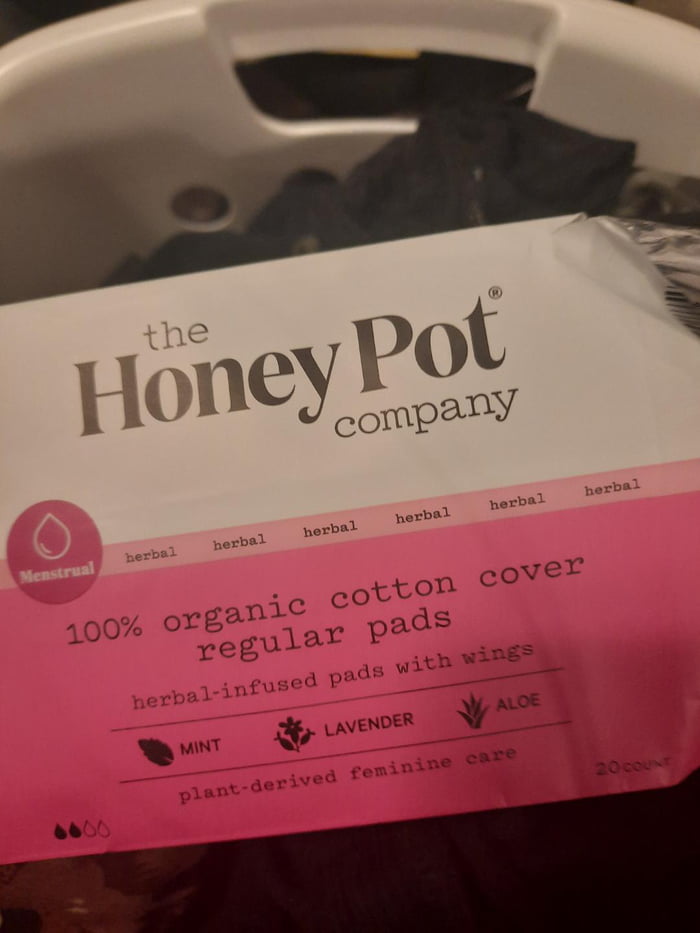 the
Honey Pot®
company
Menstrual
herbal herbal herbal herbal herbal herbal
100% organic cotton cover
regular pads
herbal-infused pads with wings
MINT LAVENDER ALOE
plant-derived feminine care
20 COUNT